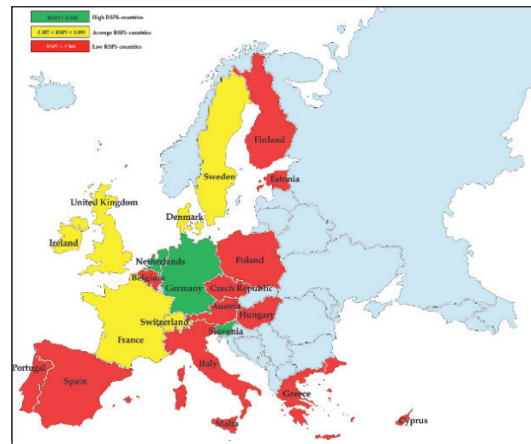 High RSPI- countries
Average RSPI- countries
Low RSPI- countries
Finland
Sweden
Estonia
United Kingdom
Denmark
Ireland
Netherlands
Poland
Belgium
Germany
Czech Republic
Austria
Switzerland
Hungary
Slovenia
France
Italy
Portugal
Spain
Greece
Malta
Cyprus